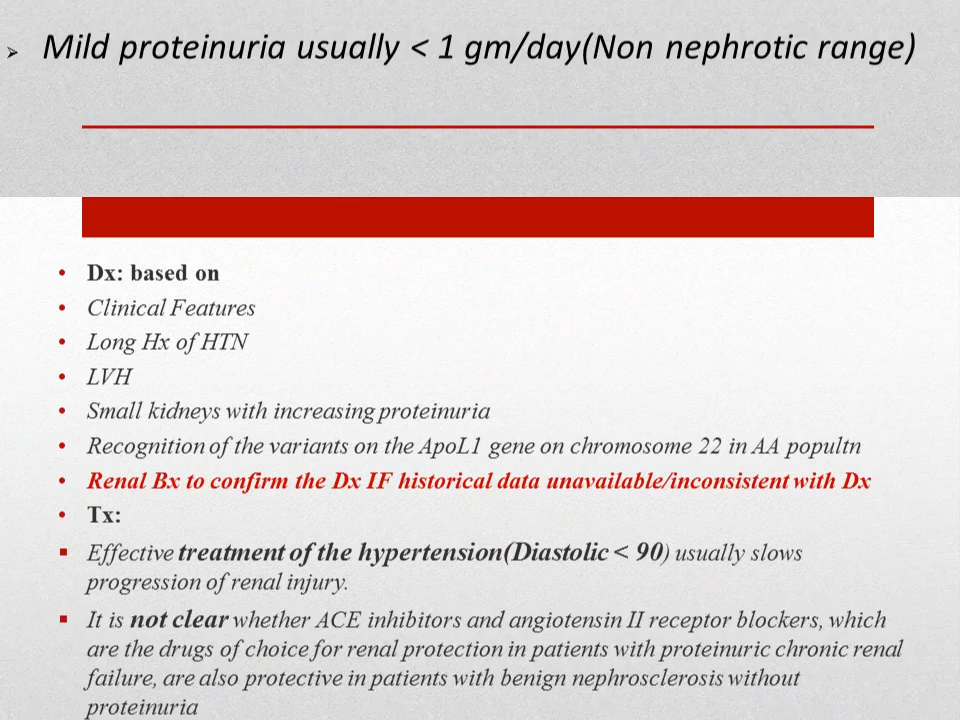 ➢ Mild proteinuria usually < 1 gm/day(Non nephrotic range)
• Dx: based on
• Clinical Features
• Long Hx of HTN
• LVH
• Small kidneys with increasing proteinuria
• Recognition of the variants on the ApoL1 gene on chromosome 22 in AA popultn
• Renal Bx to confirm the Dx IF historical data unavailable/inconsistent with Dx
• Tx:
▪ Effective treatment of the hypertension(Diastolic < 90) usually slows
progression of renal injury.
▪ It is not clear whether ACE inhibitors and angiotensin II receptor blockers, which
are the drugs of choice for renal protection in patients with proteinuric chronic renal
failure, are also protective in patients with benign nephrosclerosis without
proteinuria